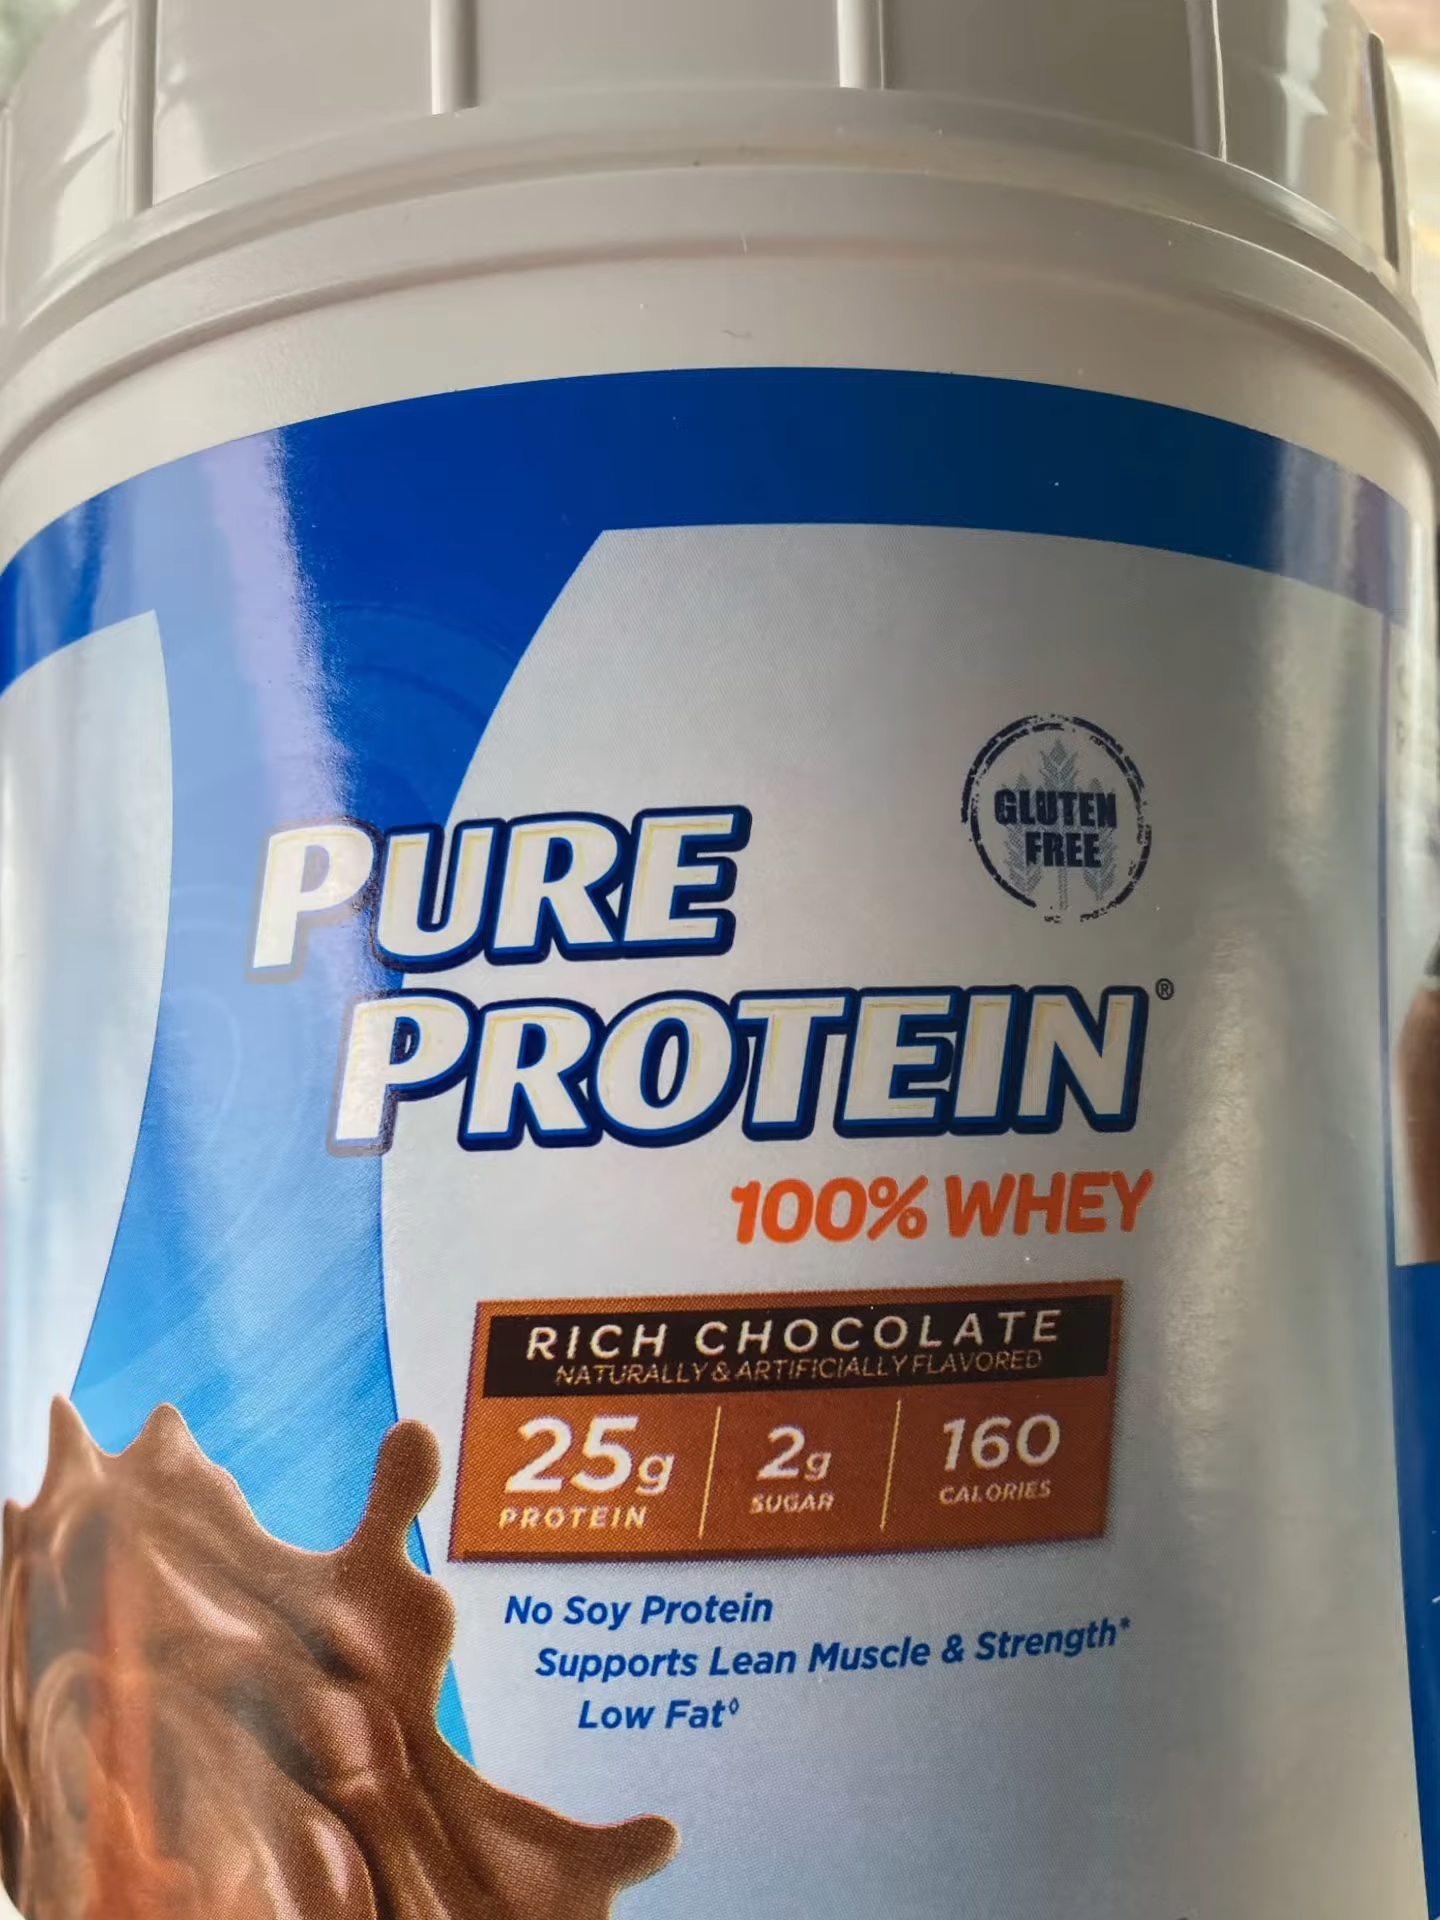 GLUTEN
FREE
PURE
PROTEIN®
100% WHEY
RICH CHOCOLATE
NATURALLY & ARTIFICIALLY FLAVORED
25g 2g 160
PROTEIN SUGAR CALORIES
No Soy Protein
Supports Lean Muscle & Strength*
Low Fat◊